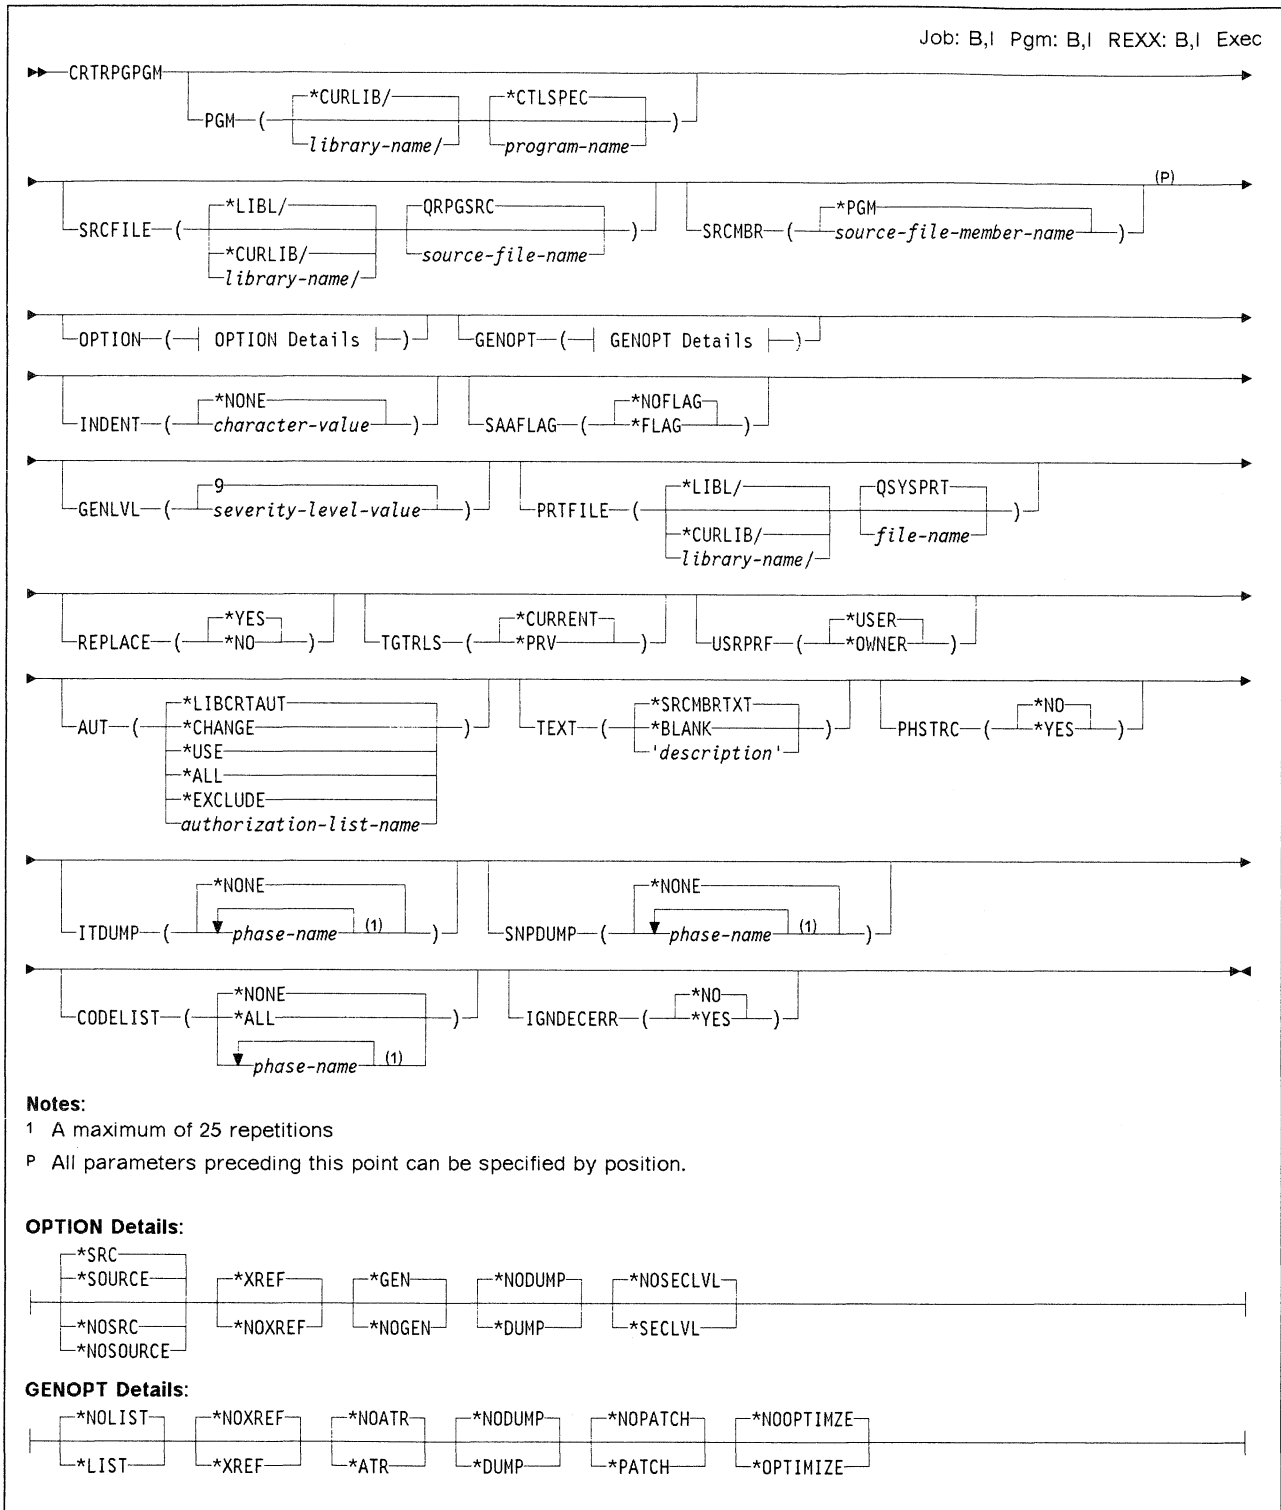 Job: B,I Pgm: B,I REXX: B,I Exec
CRTRPGPGM
PGM ( *CURLIB/ *CTLSPEC )
library-name/ program-name
(P)
SRCFILE ( *LIBL/ QRPGSRC ) SRCMBR ( *PGM )
*CURLIB/ source-file-name source-file-member-name
library-name/
OPTION ( OPTION Details ) GENOPT ( GENOPT Details )
INDENT ( *NONE ) SAAFLAG ( *NOFLAG )
character-value *FLAG
GENLVL ( 9 ) PRTFILE ( *LIBL/ QSYSPRT )
severity-level-value *CURLIB/ file-name
library-name/
REPLACE ( *YES ) TGTRLS ( *CURRENT ) USRPRF ( *USER )
*NO *PRV *OWNER
AUT ( *LIBCRTAUT ) TEXT ( *SRCMBRTXT ) PHSTRC ( *NO )
*CHANGE *BLANK *YES
*USE 'description'
*ALL
*EXCLUDE
authorization-list-name
ITDUMP ( *NONE ) SNPDUMP ( *NONE )
phase-name (1) phase-name (1)
CODELIST ( *NONE ) IGNDECERR ( *NO )
*ALL *YES
phase-name (1)
Notes:
1 A maximum of 25 repetitions
P All parameters preceding this point can be specified by position.
OPTION Details:
*SRC
*SOURCE *XREF *GEN *NODUMP *NOSECLVL
*NOSRC *NOXREF *NOGEN *DUMP *SECLVL
*NOSOURCE
GENOPT Details:
*NOLIST *NOXREF *NOATR *NODUMP *NOPATCH *NOOPTIMZE
*LIST *XREF *ATR *DUMP *PATCH *OPTIMIZE